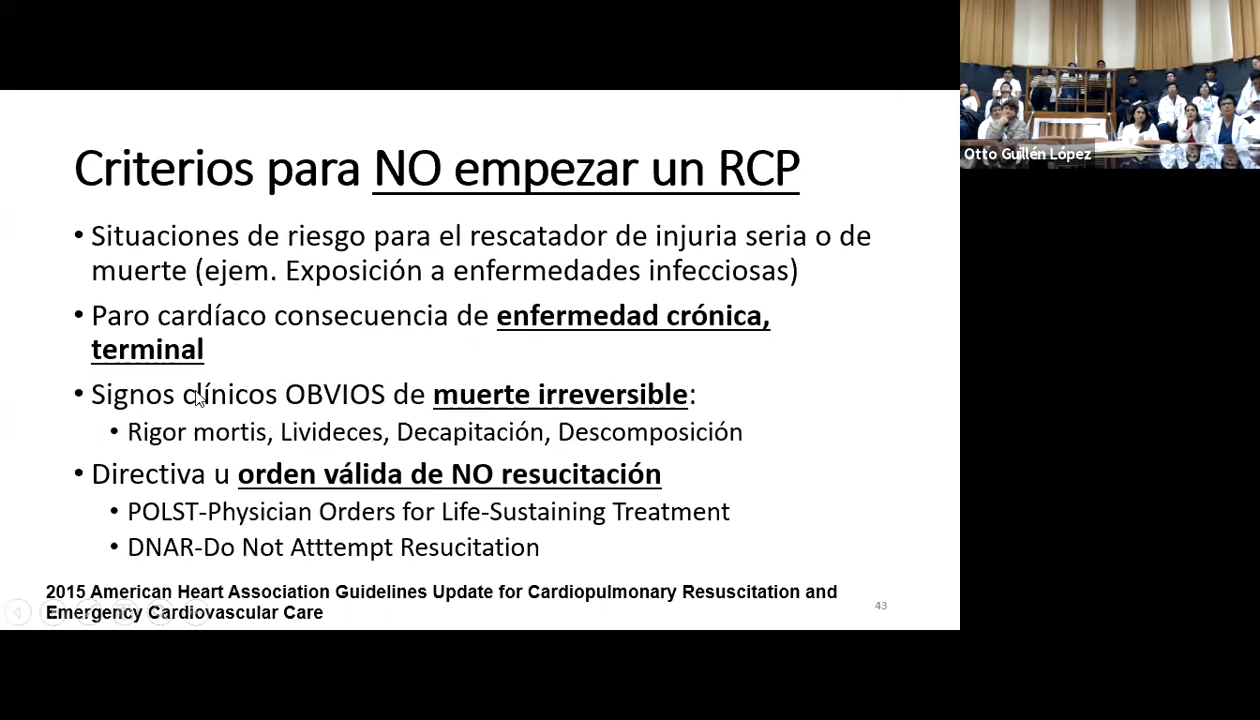 Criterios para NO empezar un RCP
• Situaciones de riesgo para el rescatador de injuria seria o de
muerte (ejem. Exposición a enfermedades infecciosas)
• Paro cardíaco consecuencia de enfermedad crónica,
terminal
• Signos clínicos OBVIOS de muerte irreversible:
• Rigor mortis, Livideces, Decapitación, Descomposición
• Directiva u orden válida de NO resucitación
• POLST-Physician Orders for Life-Sustaining Treatment
• DNAR-Do Not Atttempt Resucitation
2015 American Heart Association Guidelines Update for Cardiopulmonary Resuscitation and
Emergency Cardiovascular Care
43
Otto Guillén López